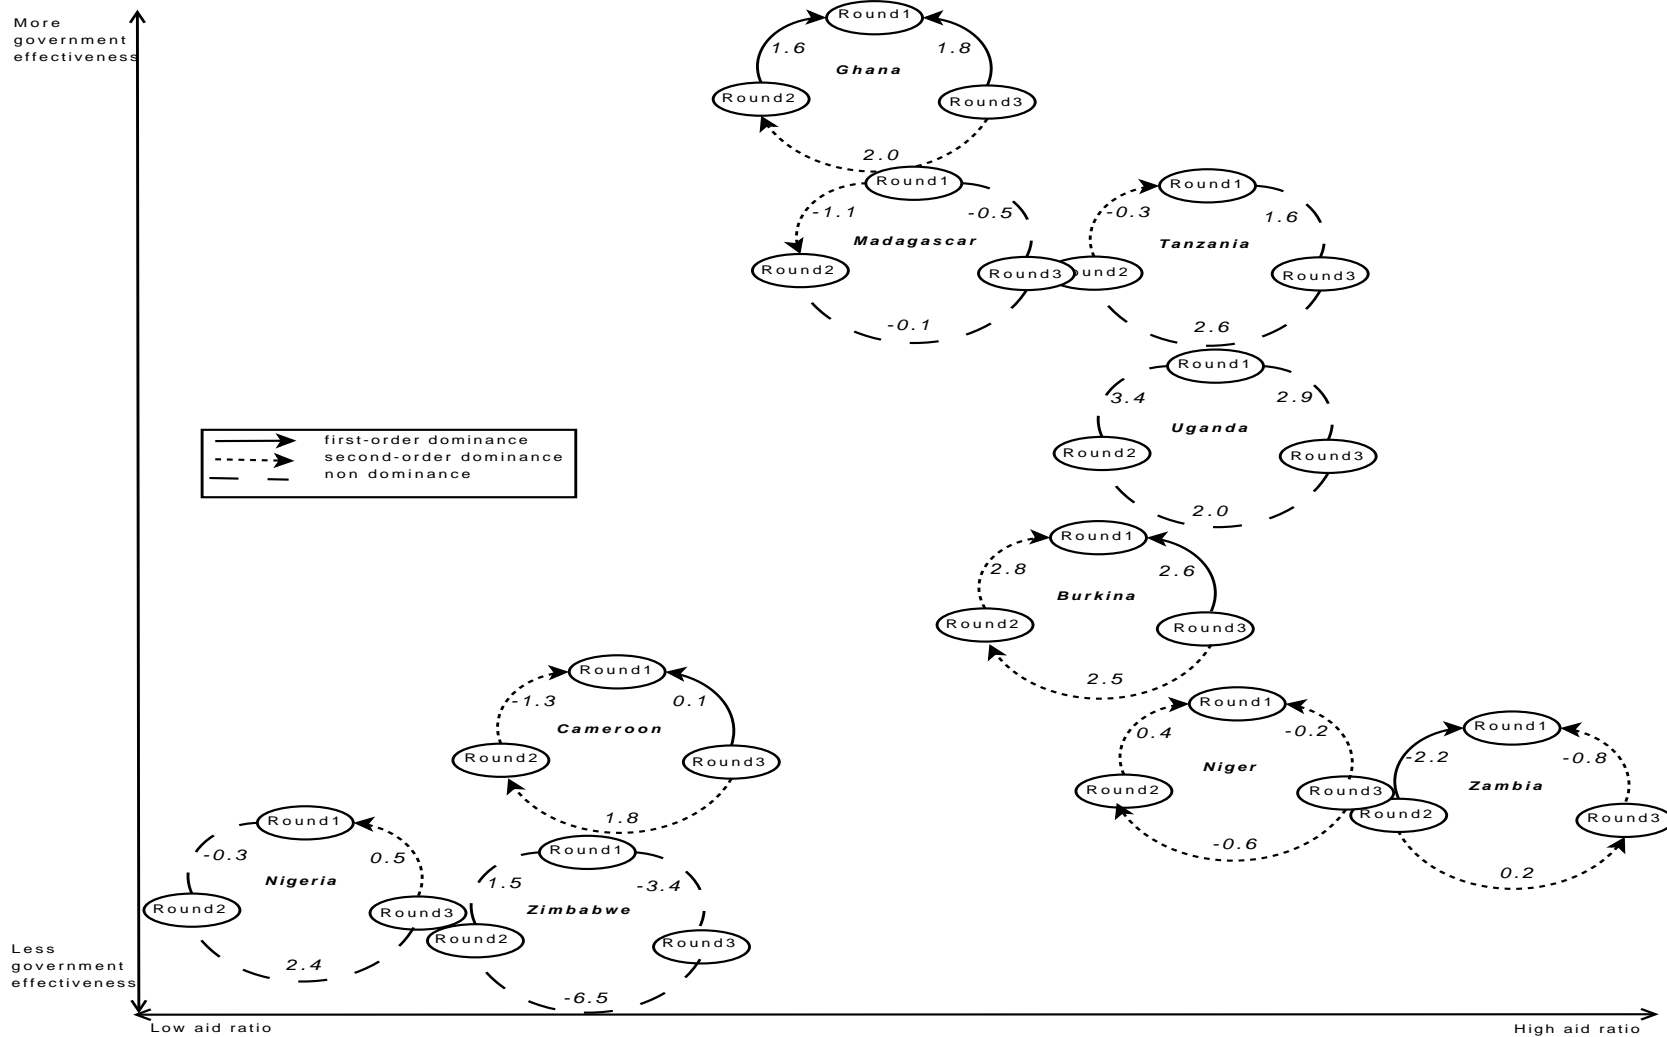 More
government
effectiveness
Round1
1.6
1.8
Ghana
Round2
Round3
2.0
Round1
-1.1
-0.5
Madagascar
Round2
Round3
-0.1
Round1
-0.3
1.6
Tanzania
ound2
Round3
2.6
Round1
3.4
2.9
Uganda
Round2
Round3
2.0
first-order dominance
second-order dominance
non dominance
Round1
2.8
2.6
Burkina
Round2
Round3
2.5
Round1
-1.3
0.1
Cameroon
Round2
Round3
1.8
Round1
0.4
-0.2
Niger
Round2
Round3
-0.6
Round1
-2.2
-0.8
Zambia
Round2
Round3
0.2
Round1
-0.3
0.5
Nigeria
Round2
Round3
2.4
Round1
1.5
-3.4
Zimbabwe
Round2
Round3
-6.5
Less
government
effectiveness
Low aid ratio
High aid ratio